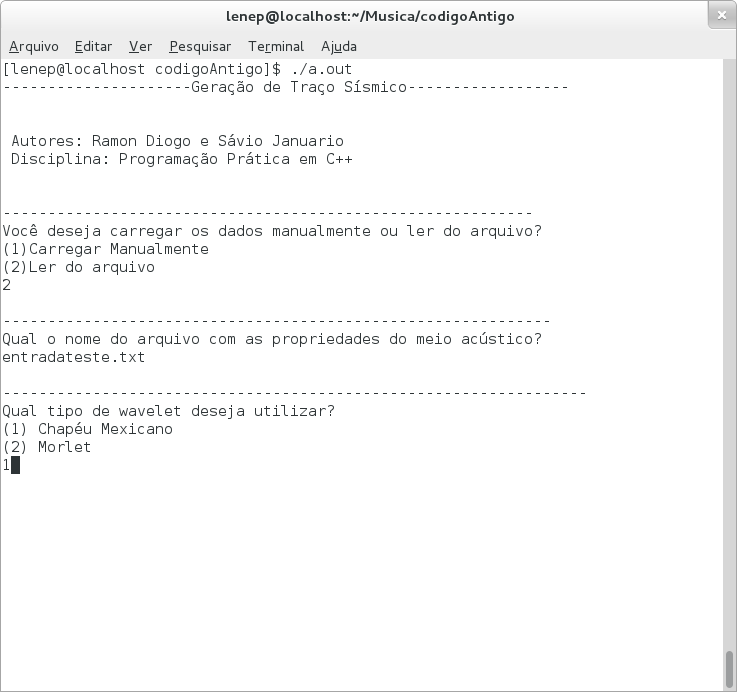 lenep@localhost:~/Musica/codigoAntigo
Arquivo Editar Ver Pesquisar Terminal Ajuda
[lenep@localhost codigoAntigo]$ ./a.out
---------------------Geração de Traço Sísmico------------------
Autores: Ramon Diogo e Sávio Januario
Disciplina: Programação Prática em C++
-----------------------------------------------------------
Você deseja carregar os dados manualmente ou ler do arquivo?
(1)Carregar Manualmente
(2)Ler do arquivo
2
-------------------------------------------------------------
Qual o nome do arquivo com as propriedades do meio acústico?
entradateste.txt
-----------------------------------------------------------------
Qual tipo de wavelet deseja utilizar?
(1) Chapéu Mexicano
(2) Morlet
1